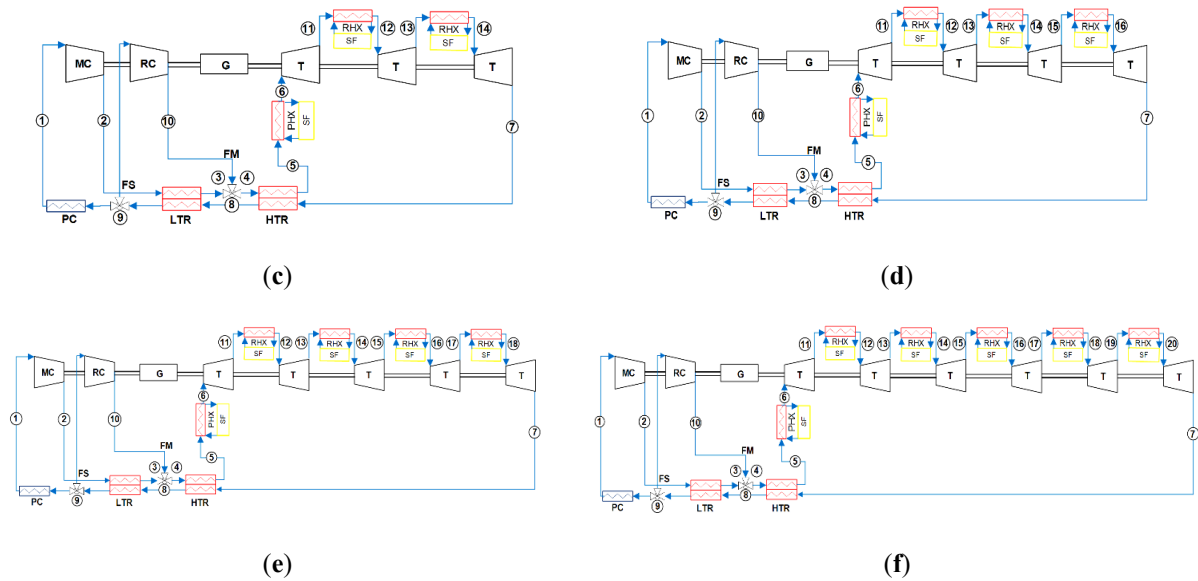 11 RHX SF 12 13 RHX SF 14
MC RC G T T T
6
1 2 10 PHX SF 7
FM 5
FS 3 4
PC 9 LTR 8 HTR
(c)
11 RHX SF 12 13 RHX SF 14 15 RHX SF 16
MC RC G T T T T
6
1 2 10 PHX SF 7
FM 5
FS 3 4
PC 9 LTR 8 HTR
(d)
11 RHX SF 12 13 RHX SF 14 15 RHX SF 16 17 RHX SF 18
MC RC G T T T T T
6
1 2 10 PHX SF 7
FM 5
FS 3 4
PC 9 LTR 8 HTR
(e)
11 RHX SF 12 13 RHX SF 14 15 RHX SF 16 17 RHX SF 18 19 RHX SF 20
MC RC G T T T T T T
6
1 2 10 PHX SF 7
FM 5
FS 3 4
PC 9 LTR 8 HTR
(f)